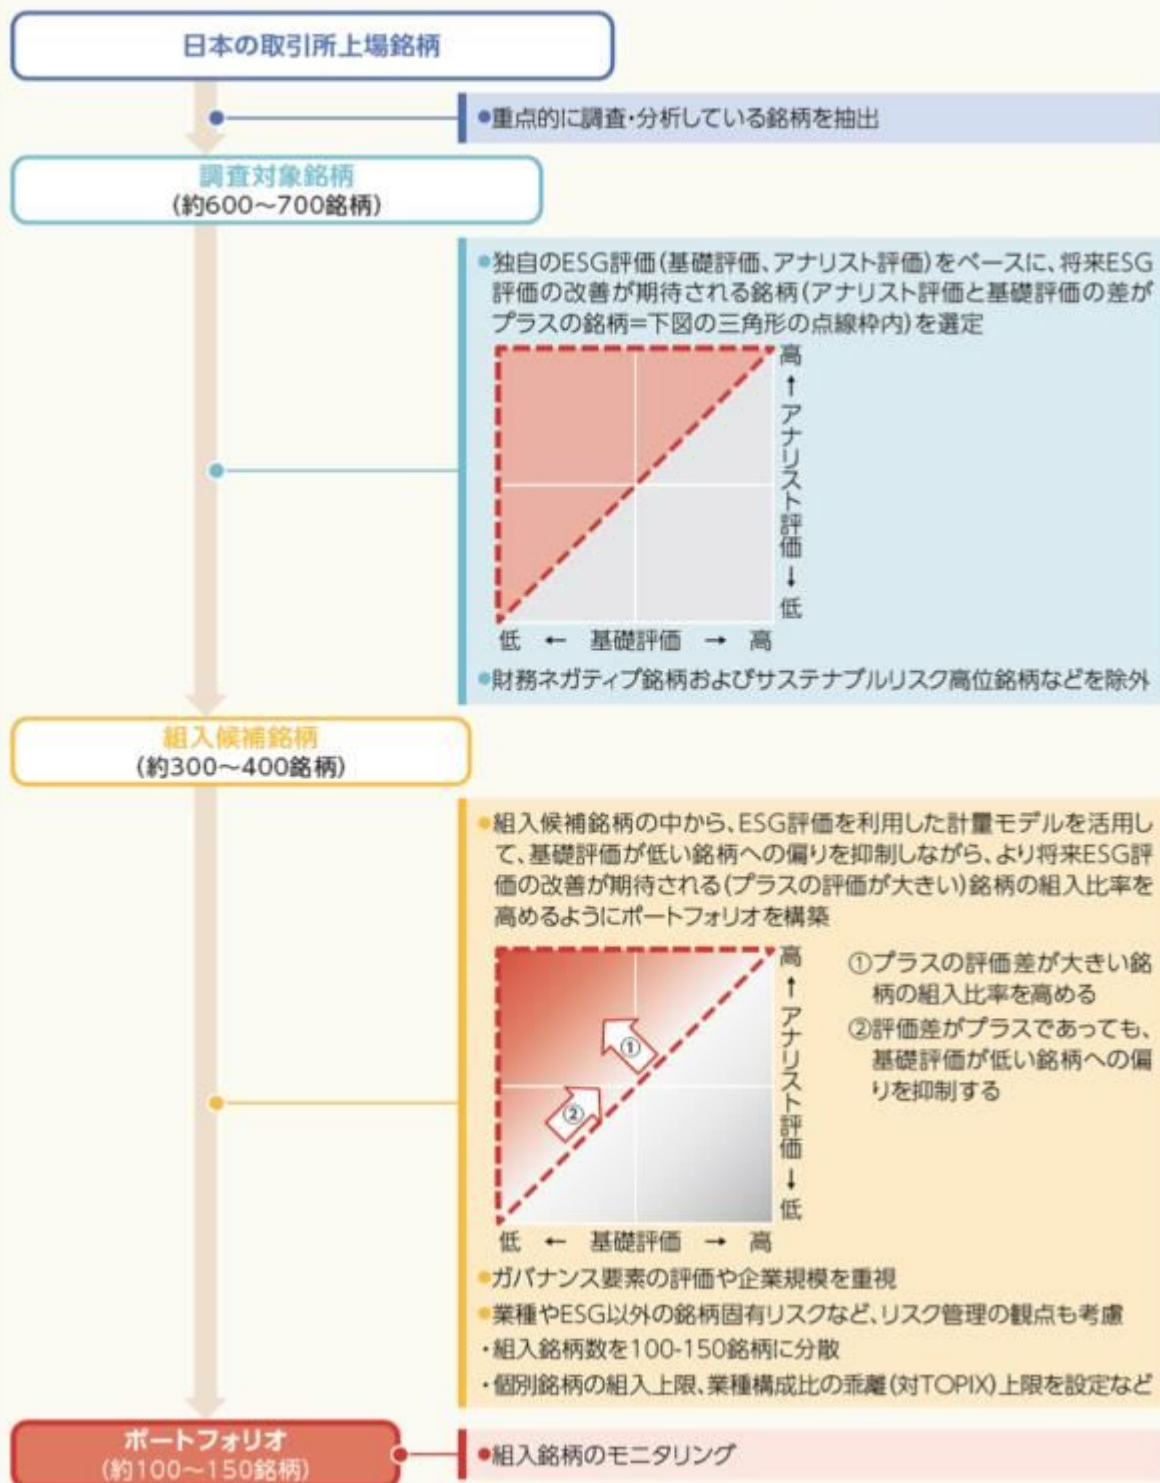 日本の取引所上場銘柄
●重点的に調査・分析している銘柄を抽出
調査対象銘柄
(約600～700銘柄)
●独自のESG評価(基礎評価、アナリスト評価)をベースに、将来ESG
評価の改善が期待される銘柄(アナリスト評価と基礎評価の差が
プラスの銘柄=下図の三角形の点線枠内)を選定
高
↑
アナリスト評価
↓
低
低 ← 基礎評価 → 高
●財務ネガティブ銘柄およびサステナブルリスク高位銘柄などを除外
組入候補銘柄
(約300～400銘柄)
●組入候補銘柄の中から、ESG評価を利用した計量モデルを活用し
て、基礎評価が低い銘柄への偏りを抑制しながら、より将来ESG評
価の改善が期待される(プラスの評価が大きい)銘柄の組入比率を
高めるようにポートフォリオを構築
①
②
高
↑
アナリスト評価
↓
低
低 ← 基礎評価 → 高
①プラスの評価差が大きい銘
柄の組入比率を高める
②評価差がプラスであっても、
基礎評価が低い銘柄への偏
りを抑制する
●ガバナンス要素の評価や企業規模を重視
●業種やESG以外の銘柄固有リスクなど、リスク管理の観点も考慮
・組入銘柄数を100-150銘柄に分散
・個別銘柄の組入上限、業種構成比の乖離(対TOPIX)上限を設定など
ポートフォリオ
(約100～150銘柄)
●組入銘柄のモニタリング